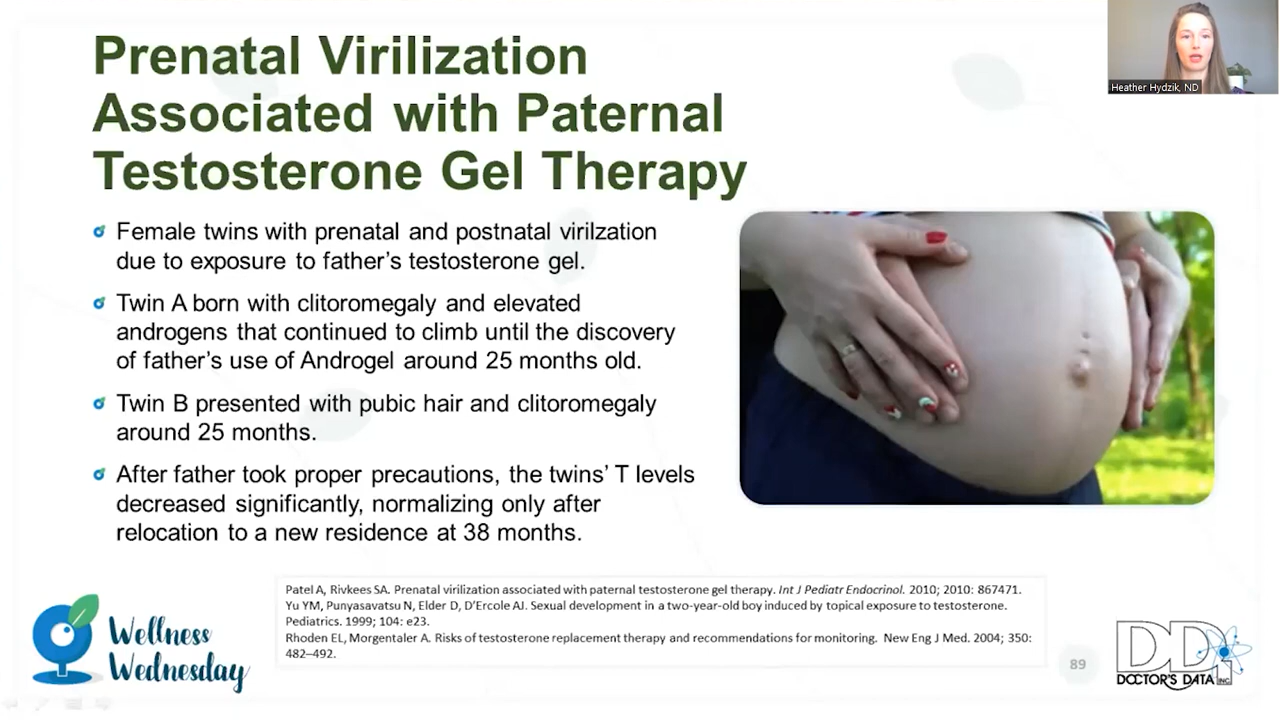 Prenatal Virilization
Associated with Paternal
Testosterone Gel Therapy
Heather Hydzik, ND
Female twins with prenatal and postnatal virilzation
due to exposure to father’s testosterone gel.
Twin A born with clitoromegaly and elevated
androgens that continued to climb until the discovery
of father’s use of Androgel around 25 months old.
Twin B presented with pubic hair and clitoromegaly
around 25 months.
After father took proper precautions, the twins’ T levels
decreased significantly, normalizing only after
relocation to a new residence at 38 months.
Patel A, Rivkees SA. Prenatal virilization associated with paternal testosterone gel therapy. Int J Pediatr Endocrinol. 2010; 2010: 867471.
Yu YM, Punyasavatsu N, Elder D, D’Ercole AJ. Sexual development in a two-year-old boy induced by topical exposure to testosterone.
Pediatrics. 1999; 104: e23.
Rhoden EL, Morgentaler A. Risks of testosterone replacement therapy and recommendations for monitoring. New Eng J Med. 2004; 350:
482–492.
Wellness
Wednesday
89
DDI
DOCTOR'S DATA INC.